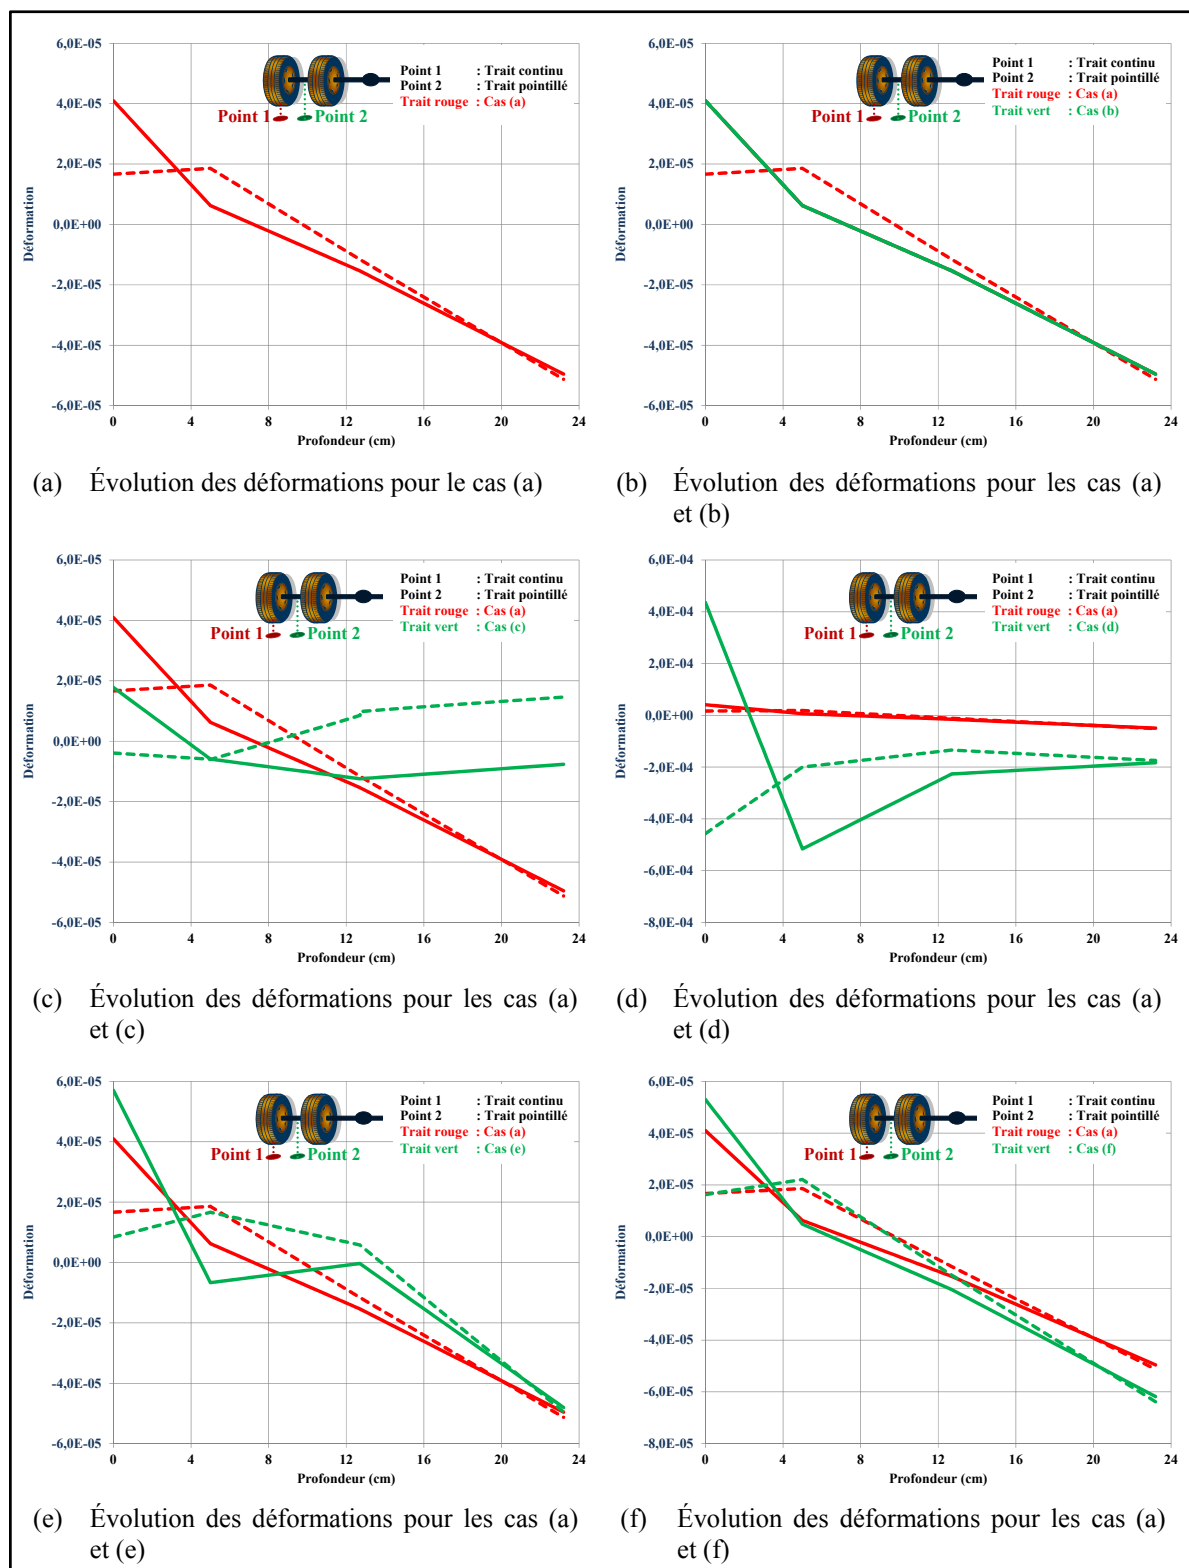 6,0E-05
4,0E-05
2,0E-05
0,0E+00
-2,0E-05
-4,0E-05
-6,0E-05
Déformation
0 4 8 12 16 20 24
Profondeur (cm)
Point 1 : Trait continu
Point 2 : Trait pointillé
Trait rouge : Cas (a)
Point 1 Point 2
(a) Évolution des déformations pour le cas (a)
6,0E-05
4,0E-05
2,0E-05
0,0E+00
-2,0E-05
-4,0E-05
-6,0E-05
Déformation
0 4 8 12 16 20 24
Profondeur (cm)
Point 1 : Trait continu
Point 2 : Trait pointillé
Trait rouge : Cas (a)
Trait vert : Cas (b)
Point 1 Point 2
(b) Évolution des déformations pour les cas (a)
et (b)
6,0E-05
4,0E-05
2,0E-05
0,0E+00
-2,0E-05
-4,0E-05
-6,0E-05
Déformation
0 4 8 12 16 20 24
Profondeur (cm)
Point 1 : Trait continu
Point 2 : Trait pointillé
Trait rouge : Cas (a)
Trait vert : Cas (c)
Point 1 Point 2
(c) Évolution des déformations pour les cas (a)
et (c)
6,0E-04
4,0E-04
2,0E-04
0,0E+00
-2,0E-04
-4,0E-04
-6,0E-04
-8,0E-04
Déformation
0 4 8 12 16 20 24
Profondeur (cm)
Point 1 : Trait continu
Point 2 : Trait pointillé
Trait rouge : Cas (a)
Trait vert : Cas (d)
Point 1 Point 2
(d) Évolution des déformations pour les cas (a)
et (d)
6,0E-05
4,0E-05
2,0E-05
0,0E+00
-2,0E-05
-4,0E-05
-6,0E-05
Déformation
0 4 8 12 16 20 24
Profondeur (cm)
Point 1 : Trait continu
Point 2 : Trait pointillé
Trait rouge : Cas (a)
Trait vert : Cas (e)
Point 1 Point 2
(e) Évolution des déformations pour les cas (a)
et (e)
6,0E-05
4,0E-05
2,0E-05
0,0E+00
-2,0E-05
-4,0E-05
-6,0E-05
-8,0E-05
Déformation
0 4 8 12 16 20 24
Profondeur (cm)
Point 1 : Trait continu
Point 2 : Trait pointillé
Trait rouge : Cas (a)
Trait vert : Cas (f)
Point 1 Point 2
(f) Évolution des déformations pour les cas (a)
et (f)